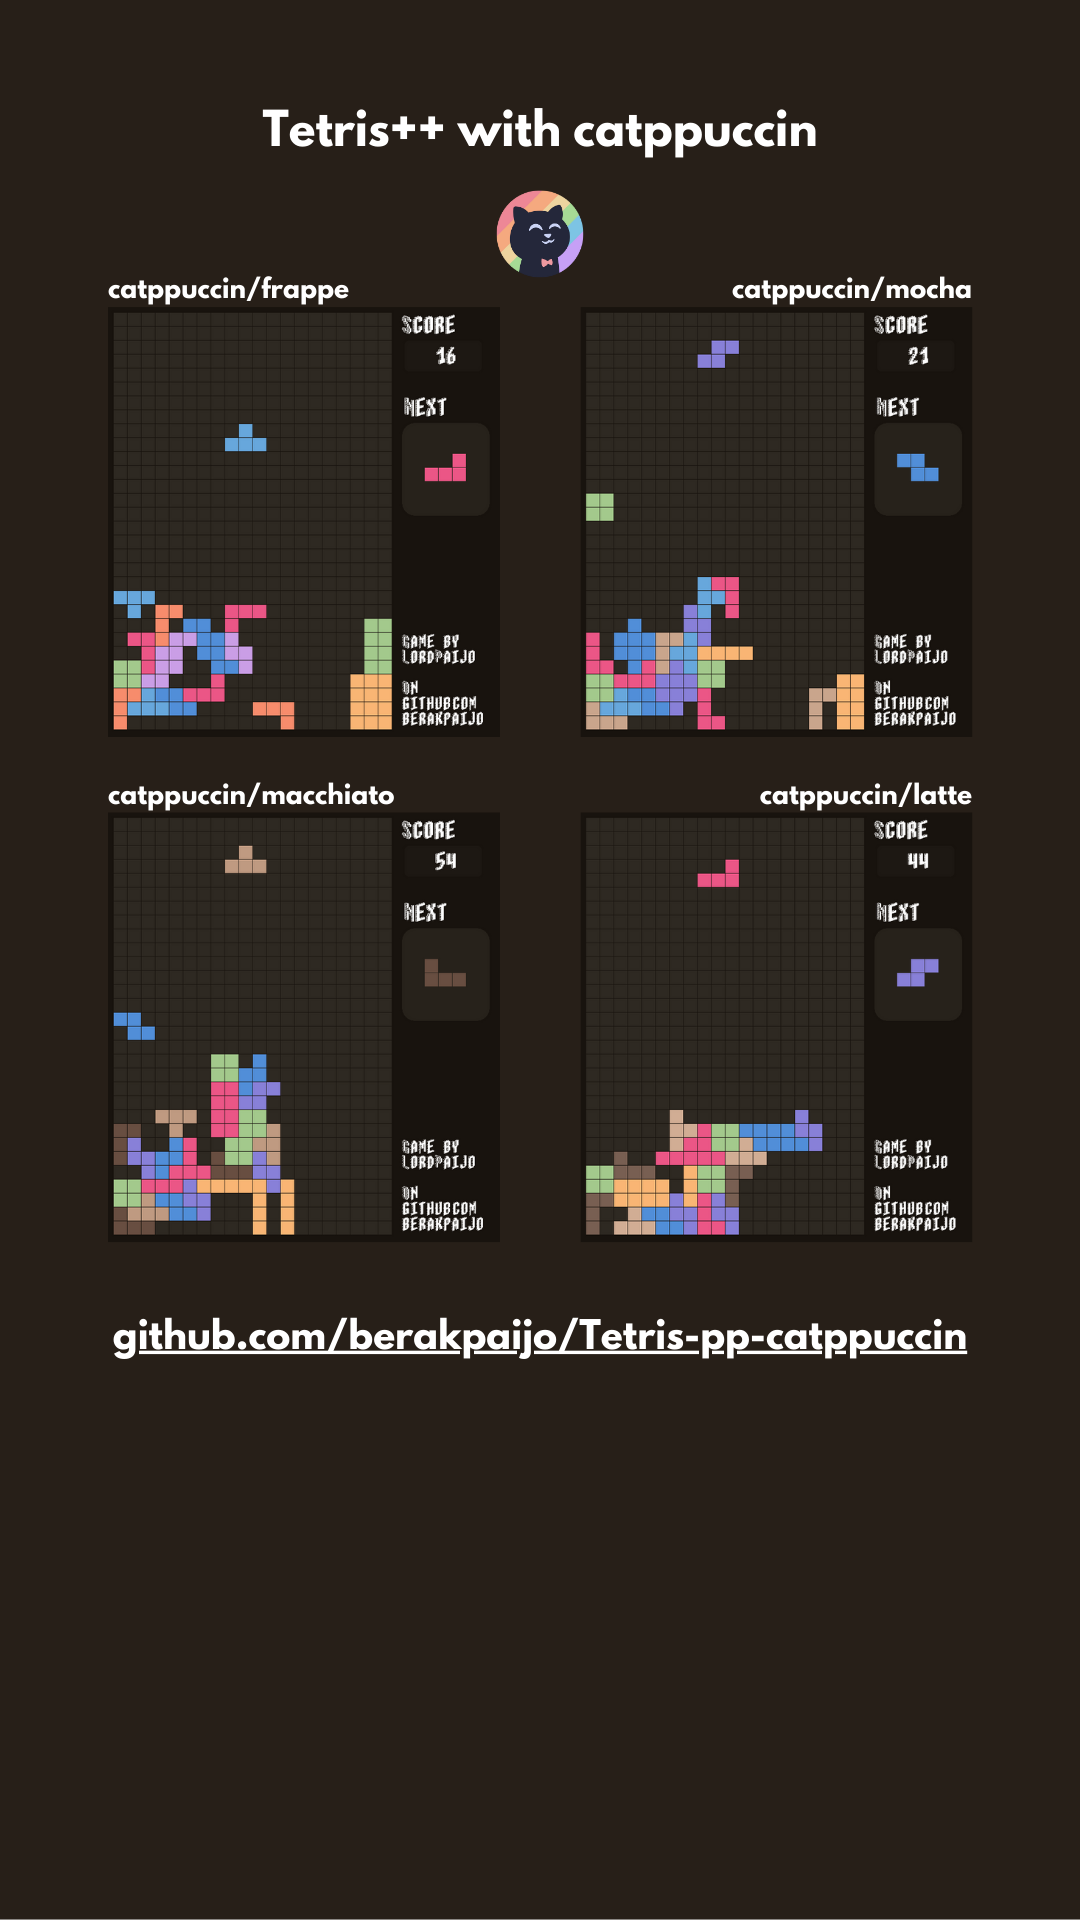 Tetris++ with catppuccin
catppuccin/frappe
SCORE
16
NEXT
GAME BY
LORDPAIJO
ON
GITHUBCOM
BERAKPAIJO
catppuccin/mocha
SCORE
21
NEXT
GAME BY
LORDPAIJO
ON
GITHUBCOM
BERAKPAIJO
catppuccin/macchiato
SCORE
54
NEXT
GAME BY
LORDPAIJO
ON
GITHUBCOM
BERAKPAIJO
catppuccin/latte
SCORE
44
NEXT
GAME BY
LORDPAIJO
ON
GITHUBCOM
BERAKPAIJO
github.com/berakpaijo/Tetris-pp-catppuccin